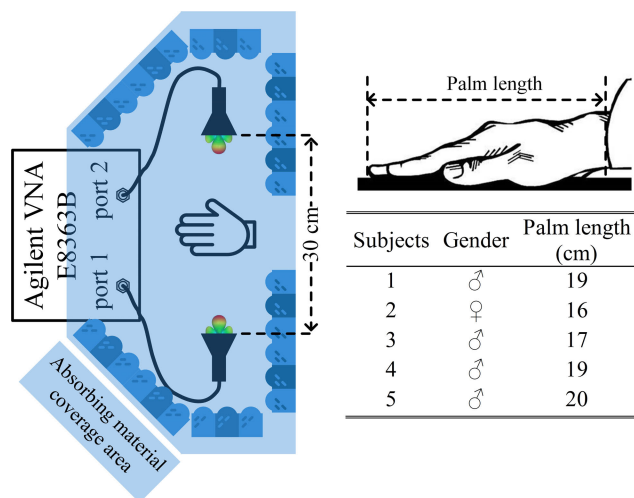 Agilent VNA
E8363B
port 2
port 1
30 cm
Absorbing material
coverage area
Palm length
Subjects Gender Palm length
(cm)
1 ♂ 19
2 ♀ 16
3 ♂ 17
4 ♂ 19
5 ♂ 20